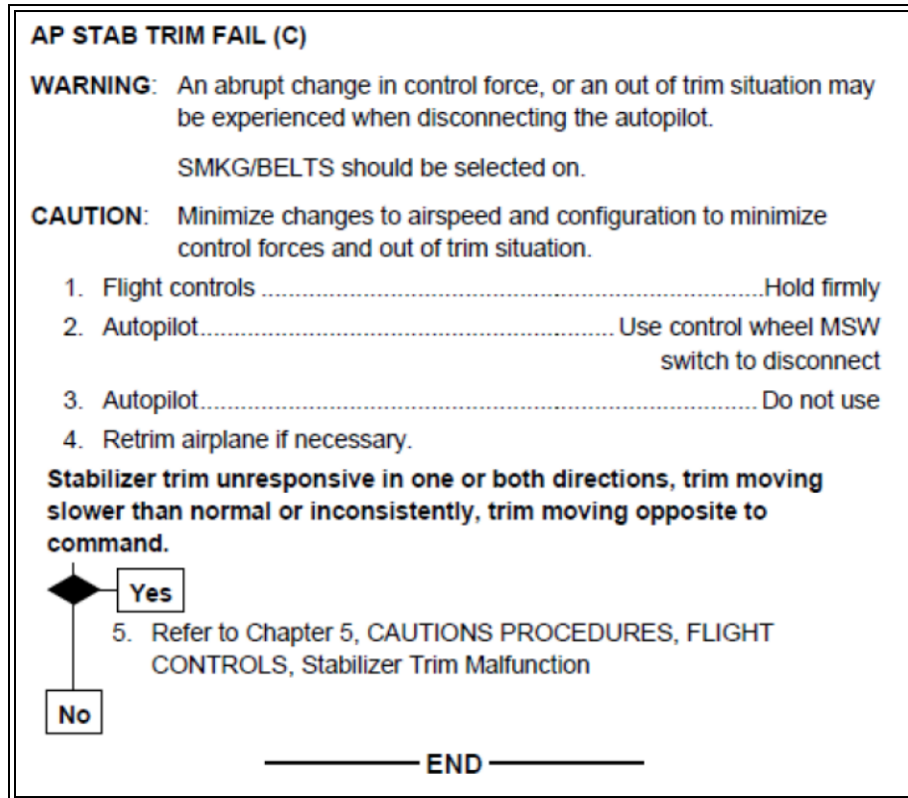 AP STAB TRIM FAIL (C)
WARNING: An abrupt change in control force, or an out of trim situation may
be experienced when disconnecting the autopilot.
SMKG/BELTS should be selected on.
CAUTION: Minimize changes to airspeed and configuration to minimize
control forces and out of trim situation.
1. Flight controls ............................................................................Hold firmly
2. Autopilot.............................................................. Use control wheel MSW
switch to disconnect
3. Autopilot.................................................................................. Do not use
4. Retrim airplane if necessary.
Stabilizer trim unresponsive in one or both directions, trim moving
slower than normal or inconsistently, trim moving opposite to
command.
Yes
5. Refer to Chapter 5, CAUTIONS PROCEDURES, FLIGHT
CONTROLS, Stabilizer Trim Malfunction
No
END